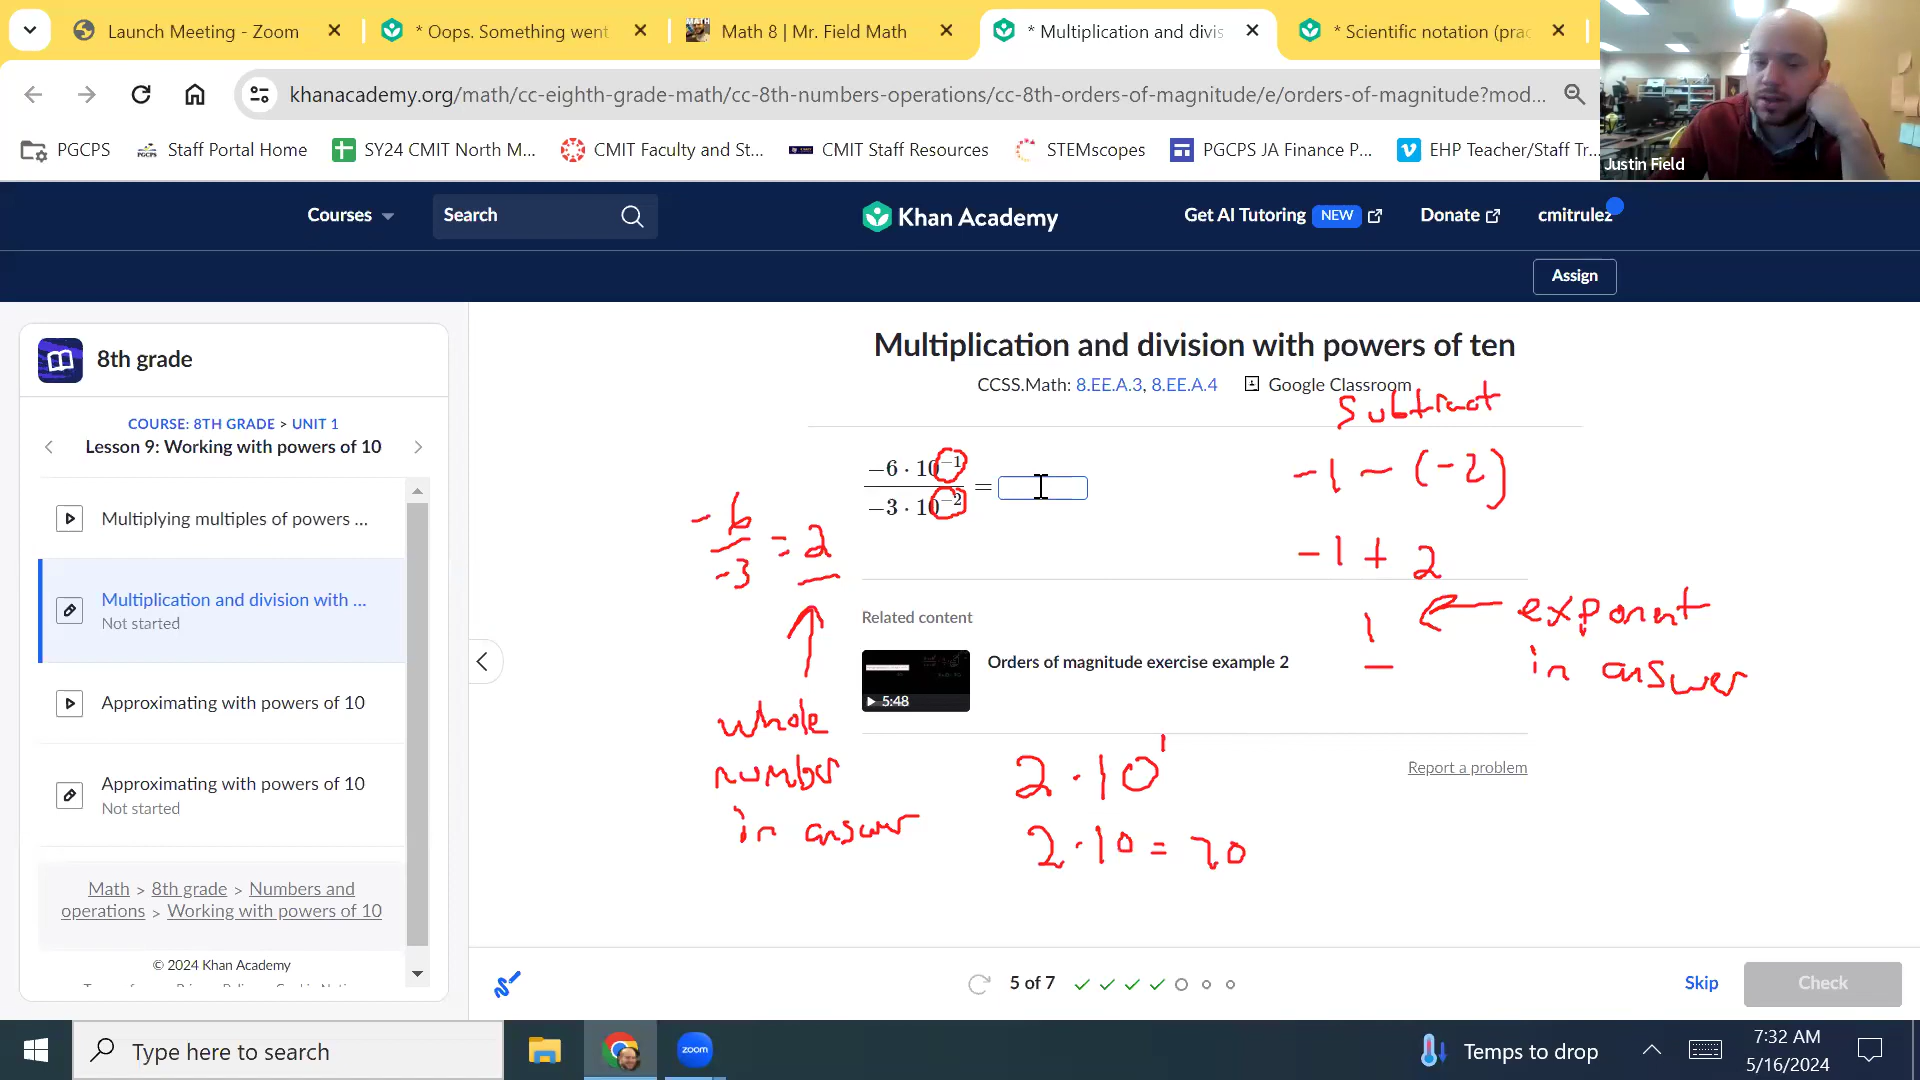 Launch Meeting - Zoom
* Oops. Something went
Math 8 | Mr. Field Math
* Multiplication and divis
* Scientific notation (prac
khanacademy.org/math/cc-eighth-grade-math/cc-8th-numbers-operations/cc-8th-orders-of-magnitude/e/orders-of-magnitude?mod...
PGCPS
Staff Portal Home
SY24 CMIT North M...
CMIT Faculty and St...
CMIT Staff Resources
STEMscopes
PGCPS JA Finance P...
EHP Teacher/Staff Tr...
Justin Field
Courses
Search
Khan Academy
Get AI Tutoring NEW
Donate
cmitrulez
Assign
8th grade
COURSE: 8TH GRADE > UNIT 1
Lesson 9: Working with powers of 10
Multiplying multiples of powers ...
Multiplication and division with ...
Not started
Approximating with powers of 10
Approximating with powers of 10
Not started
Math > 8th grade > Numbers and
operations > Working with powers of 10
© 2024 Khan Academy
Multiplication and division with powers of ten
CCSS.Math: 8.EE.A.3, 8.EE.A.4
Google Classroom
subtract
−6 · 10⁻¹
−3 · 10⁻²
=
-1 - (-2)
-6
-3
= 2
-1 + 2
1
exponent
in answer
Related content
Orders of magnitude exercise example 2
5:48
whole
number
in answer
2 · 10¹
2 · 10 = 20
Report a problem
5 of 7
Skip
Check
Type here to search
zoom
Temps to drop
7:32 AM
5/16/2024